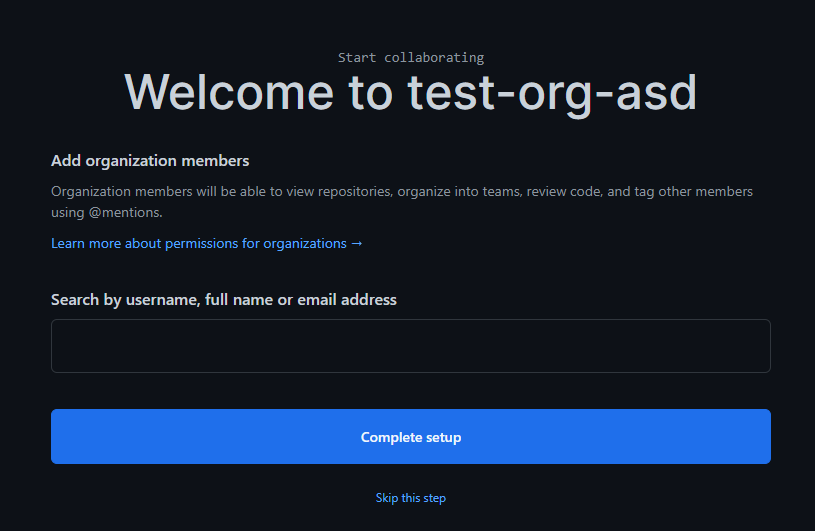 Start collaborating
Welcome to test-org-asd
Add organization members
Organization members will be able to view repositories, organize into teams, review code, and tag other members
using @mentions.
Learn more about permissions for organizations →
Search by username, full name or email address
Complete setup
Skip this step